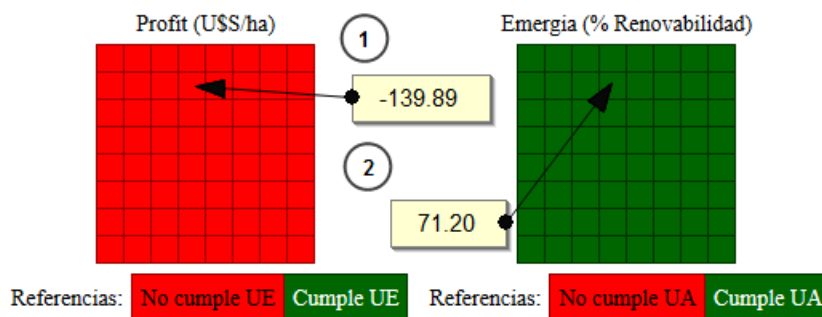 Profit (U$S/ha)
Emergia (% Renovabilidad)
1
-139.89
2
71.20
Referencias: No cumple UE Cumple UE
Referencias: No cumple UA Cumple UA